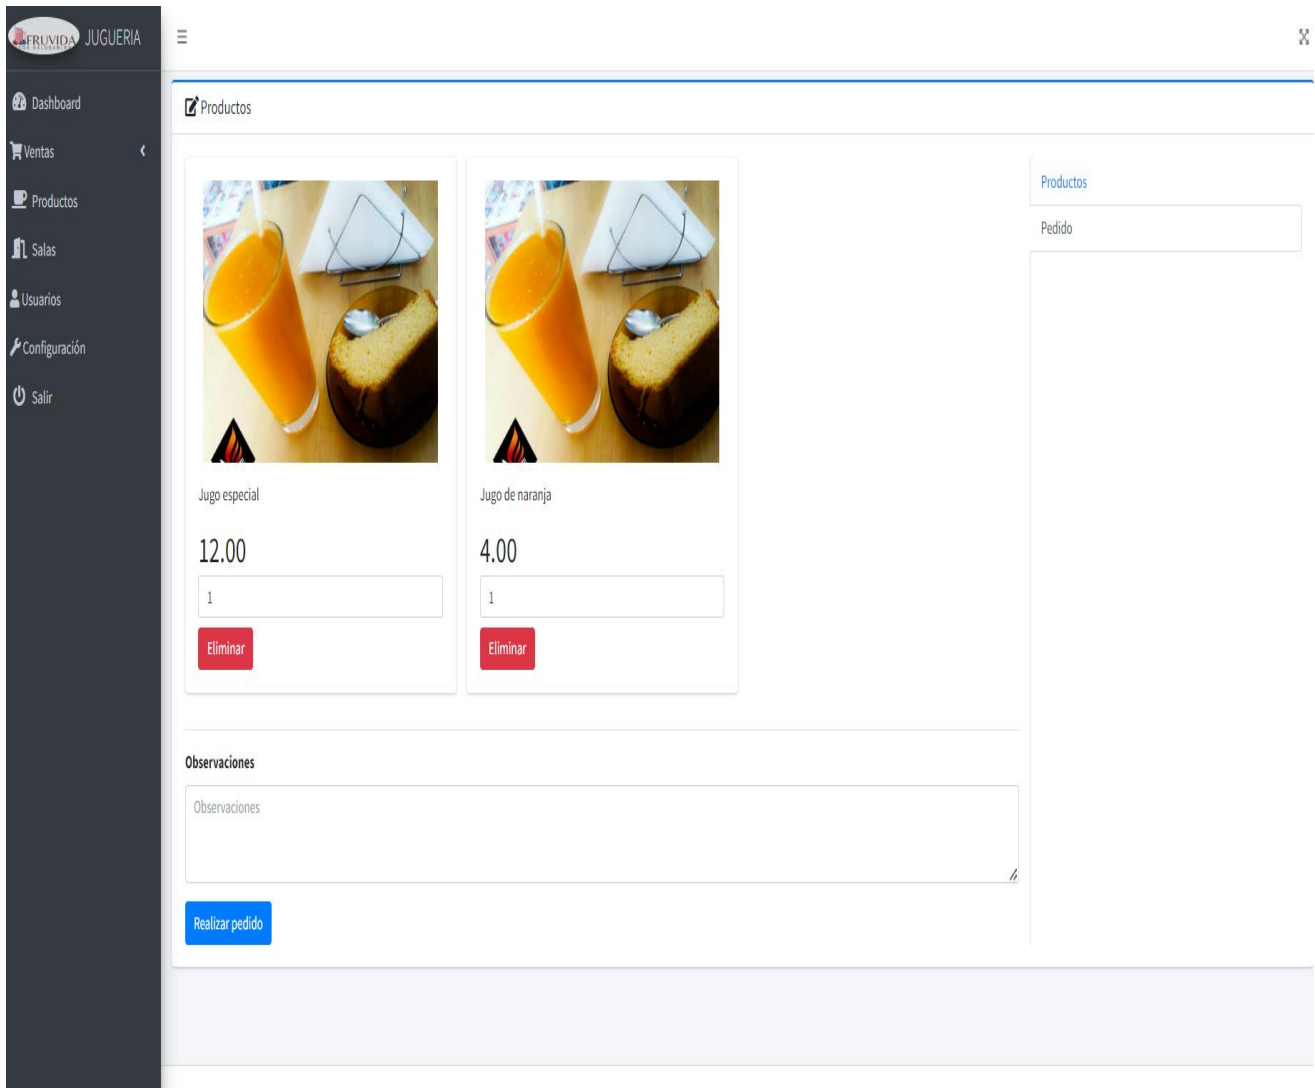 FRUVIDA JUGUERIA
Dashboard
Ventas
Productos
Salas
Usuarios
Configuración
Salir
Productos
Jugo especial
12.00
1
Eliminar
Jugo de naranja
4.00
1
Eliminar
Observaciones
Observaciones
Realizar pedido
Productos
Pedido